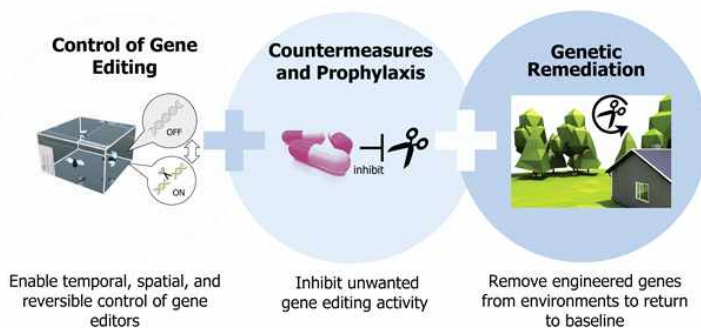 Control of Gene
Editing
OFF
ON
Enable temporal, spatial, and
reversible control of gene
editors
Countermeasures
and Prophylaxis
inhibit
Inhibit unwanted
gene editing activity
Genetic
Remediation
Remove engineered genes
from environments to return
to baseline